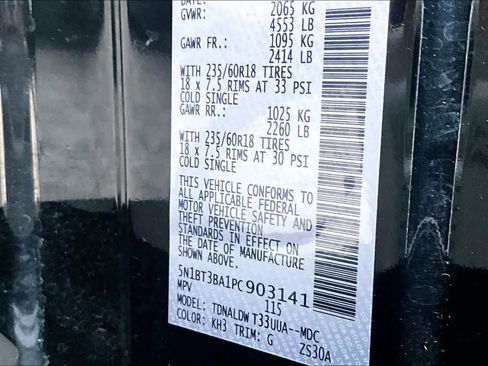 2065 KG
GVWR: 4553 LB
GAWR FR.: 1095 KG
2414 LB
WITH 235/60R18 TIRES
18 x 7.5 RIMS AT 33 PSI
COLD SINGLE
GAWR RR.: 1025 KG
2260 LB
WITH 235/60R18 TIRES
18 x 7.5 RIMS AT 30 PSI
COLD SINGLE
THIS VEHICLE CONFORMS TO
ALL APPLICABLE FEDERAL
MOTOR VEHICLE SAFETY AND
THEFT PREVENTION
STANDARDS IN EFFECT ON
THE DATE OF MANUFACTURE
SHOWN ABOVE.
5N1BT3BA1PC903141
MPV 115
MODEL: TDNALDW T33UUA--MDC
COLOR: KH3 TRIM: G ZS30A